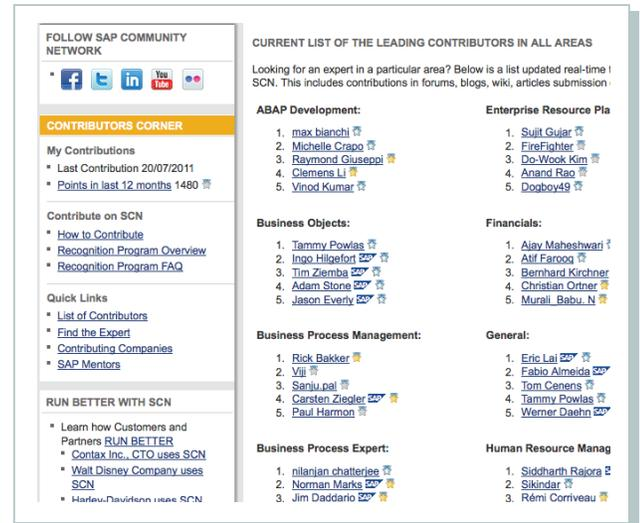 FOLLOW SAP COMMUNITY
NETWORK
You
Tube
CONTRIBUTORS CORNER
My Contributions
Last Contribution 20/07/2011
Points in last 12 months 1480
Contribute on SCN
How to Contribute
Recognition Program Overview
Recognition Program FAQ
Quick Links
List of Contributors
Find the Expert
Contributing Companies
SAP Mentors
RUN BETTER WITH SCN
Learn how Customers and
Partners RUN BETTER
Contax Inc., CTO uses SCN
Walt Disney Company uses
SCN
Harley-Davidson uses SCN
CURRENT LIST OF THE LEADING CONTRIBUTORS IN ALL AREAS
Looking for an expert in a particular area? Below is a list updated real-time
SCN. This includes contributions in forums, blogs, wiki, articles submission
ABAP Development:
1. max bianchi
2. Michelle Crapo
3. Raymond Giuseppi
4. Clemens Li
5. Vinod Kumar
Enterprise Resource Pla
1. Sujit Gujar
2. FireFighter
3. Do-Wook Kim
4. Anand Rao
5. Dogboy49
Business Objects:
1. Tammy Powlas
2. Ingo Hilgefort SAP
3. Tim Ziemba SAP
4. Adam Stone SAP
5. Jason Everly SAP
Financials:
1. Ajay Maheshwari
2. Atif Farooq
3. Bernhard Kirchner
4. Christian Ortner
5. Murali_Babu. N
Business Process Management:
1. Rick Bakker
2. Viji
3. Sanju.pal
4. Carsten Ziegler SAP
5. Paul Harmon
General:
1. Eric Lai SAP
2. Fabio Almeida SAP
3. Tom Cenens
4. Tammy Powlas
5. Werner Daehn SAP
Business Process Expert:
1. nilanjan chatterjee
2. Norman Marks SAP
3. Jim Daddario SAP
Human Resource Manag
1. Siddharth Rajora
2. Sikindar
3. Rémi Corriveau